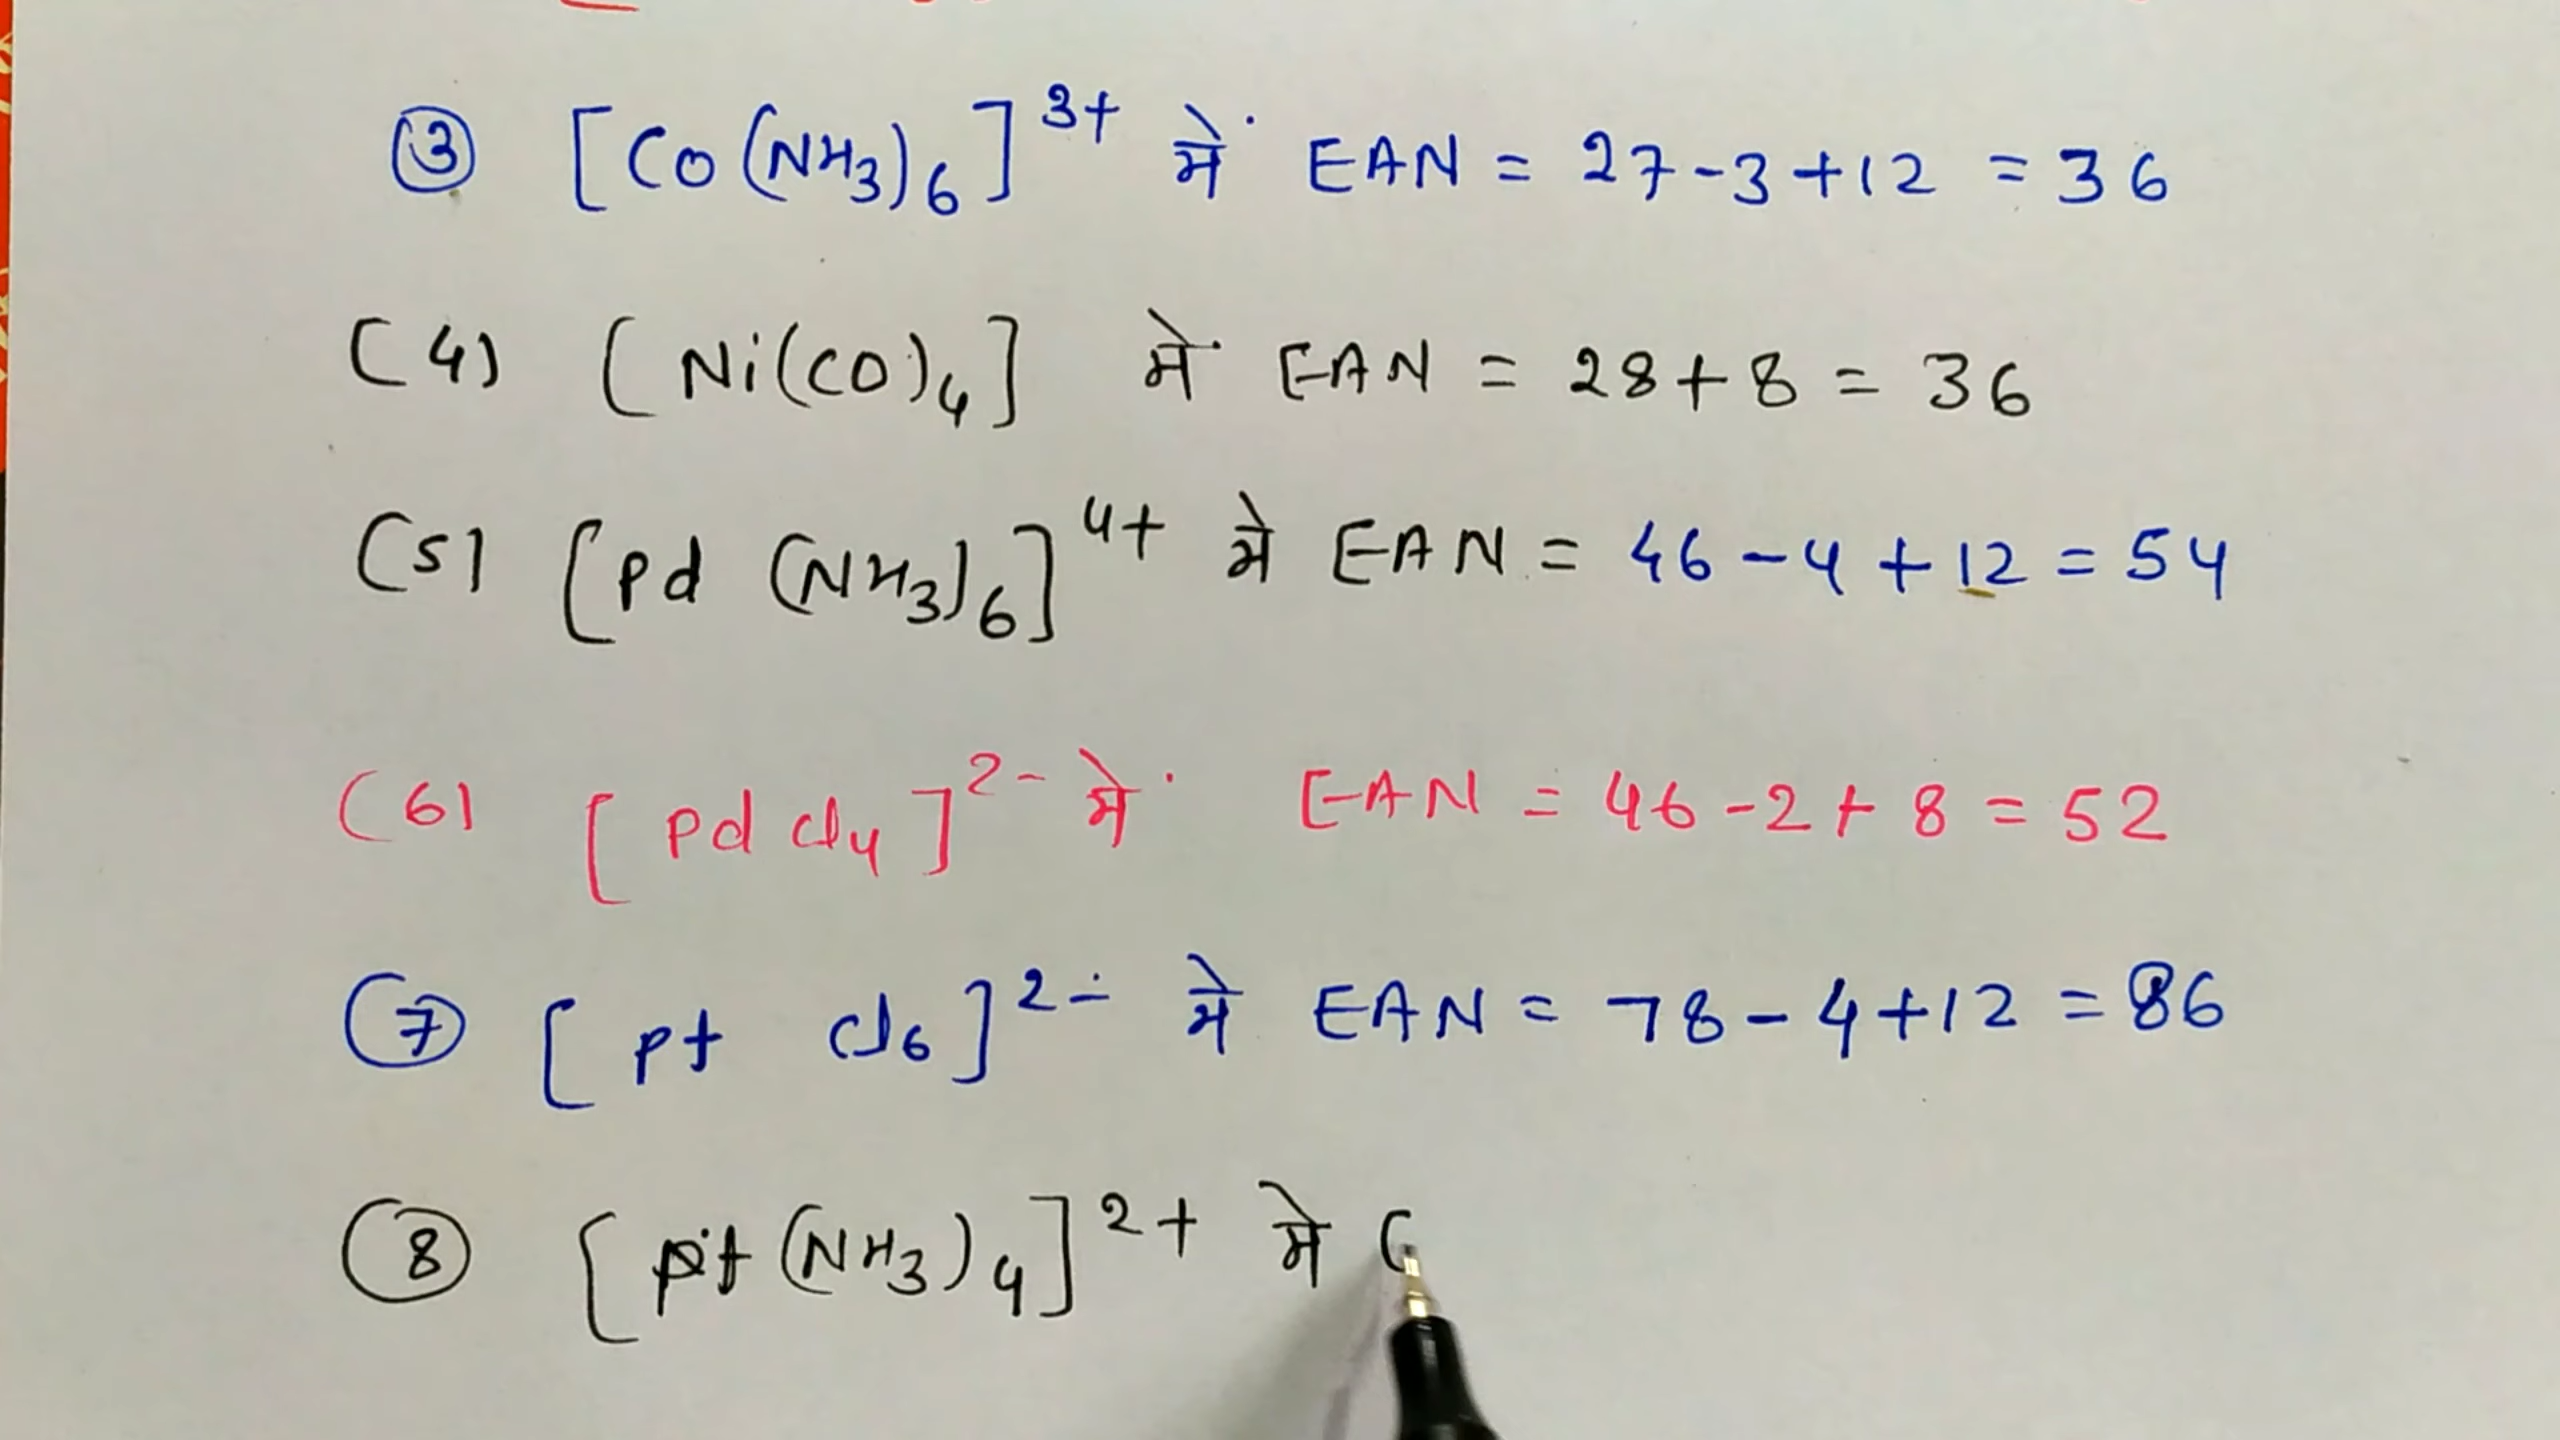 ③ [Co(NH₃)₆]³⁺ में EAN = 27-3+12 = 36
(4) [Ni(CO)₄] में EAN = 28+8 = 36
(5) [Pd (NH₃)₆]⁴⁺ मे EAN = 46-4+12 = 54
(6) [Pd Cl₄]²⁻ में EAN = 46-2+8 = 52
⑦ [Pt Cl₆]²⁻ मे EAN = 78-4+12 = 86
⑧ [Pt (NH₃)₄]²⁺ मे